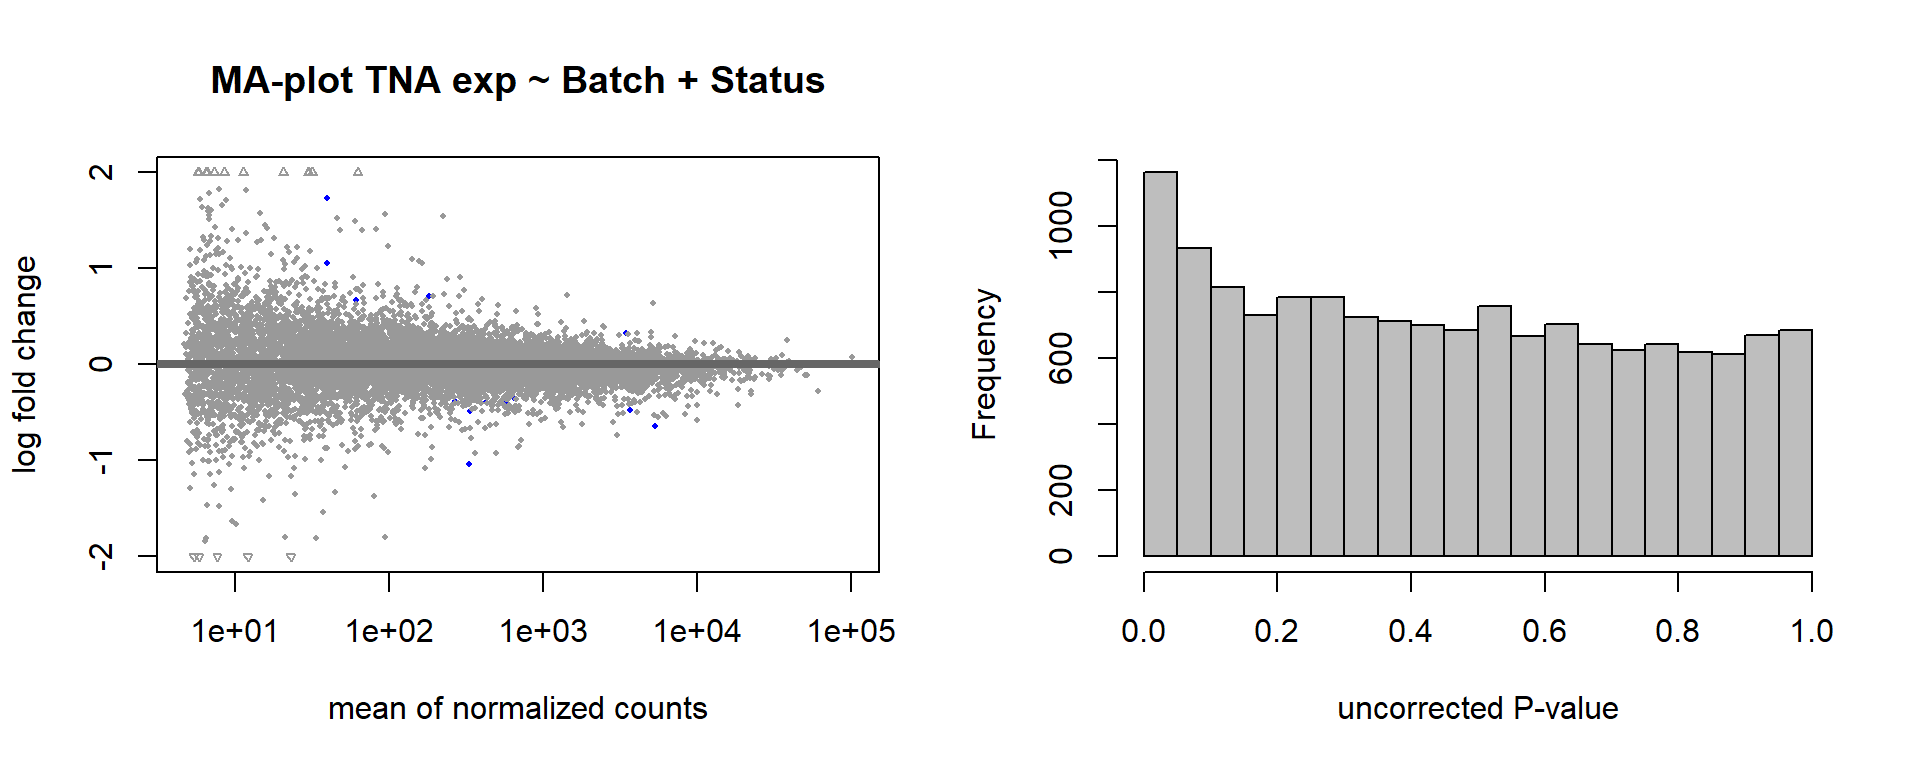 MA-plot TNA exp ~ Batch + Status
log fold change
2
1
0
-1
-2
1e+01 1e+02 1e+03 1e+04 1e+05
mean of normalized counts
Frequency
1000
600
200
0
0.0 0.2 0.4 0.6 0.8 1.0
uncorrected P-value